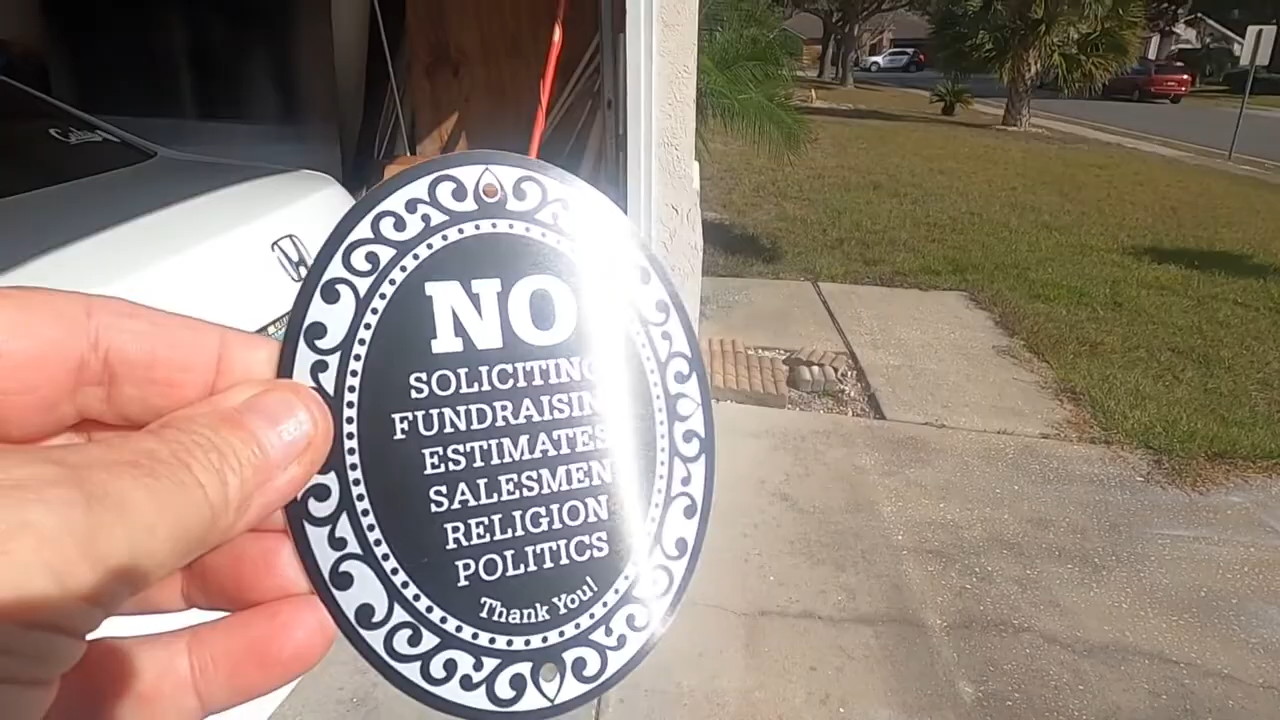 NO
SOLICITING
FUNDRAISING
ESTIMATES
SALESMEN
RELIGION
POLITICS
Thank You!